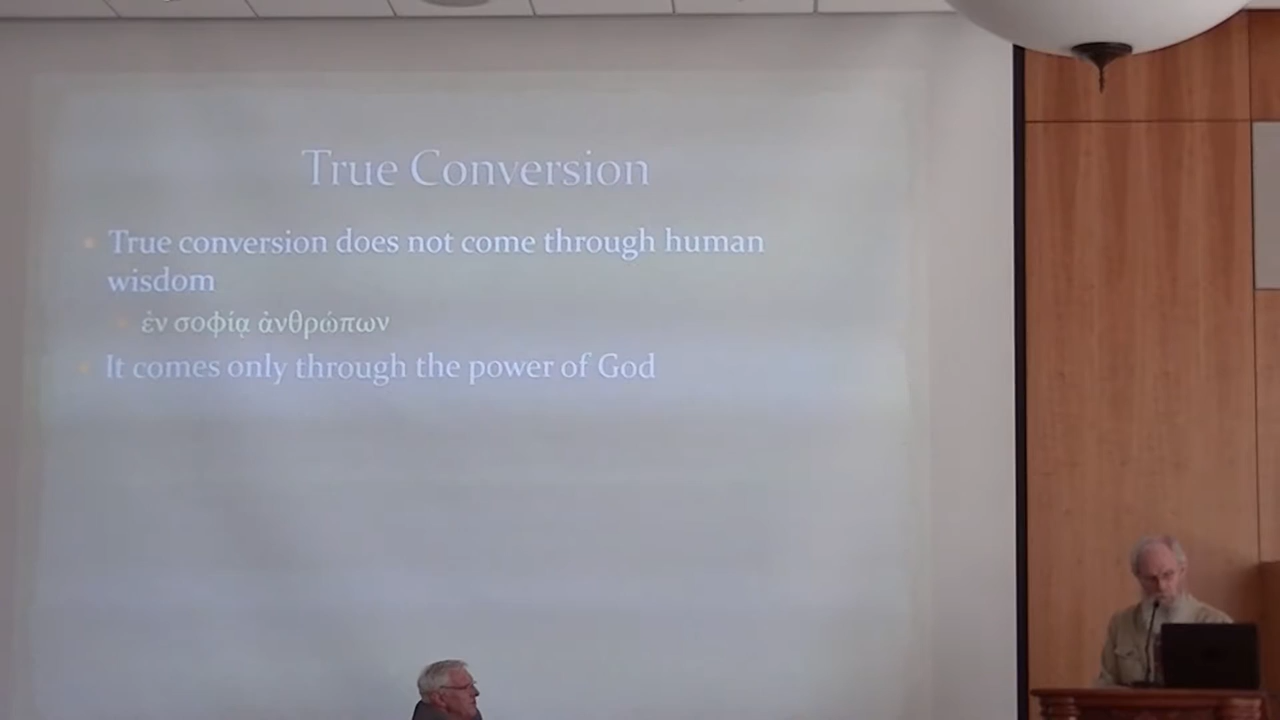 True Conversion
True conversion does not come through human
wisdom
ἐν σοφίᾳ ἀνθρώπων
It comes only through the power of God